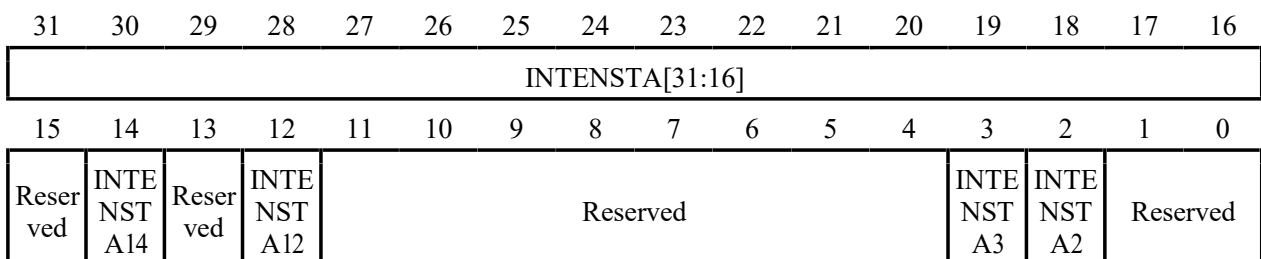 31 30 29 28 27 26 25 24 23 22 21 20 19 18 17 16
INTENSTA[31:16]
15 14 13 12 11 10 9 8 7 6 5 4 3 2 1 0
Reser
ved
INTE
NST
A14
Reser
ved
INTE
NST
A12
Reserved
INTE
NST
A3
INTE
NST
A2
Reserved